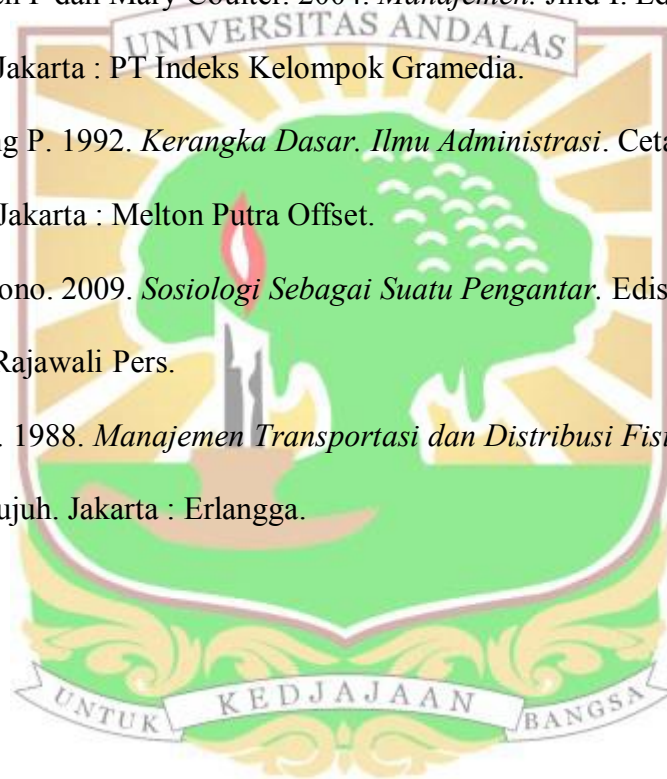 en P dan Mary Coulter. 2004. Manajemen. Jilid I. Ed
UNIVERSITAS ANDALAS
Jakarta : PT Indeks Kelompok Gramedia.
ng P. 1992. Kerangka Dasar. Ilmu Administrasi. Ceta
Jakarta : Melton Putra Offset.
ono. 2009. Sosiologi Sebagai Suatu Pengantar. Edis
Rajawali Pers.
. 1988. Manajemen Transportasi dan Distribusi Fisi
ujuh. Jakarta : Erlangga.
UNTUK KEDJAJAAN BANGSA